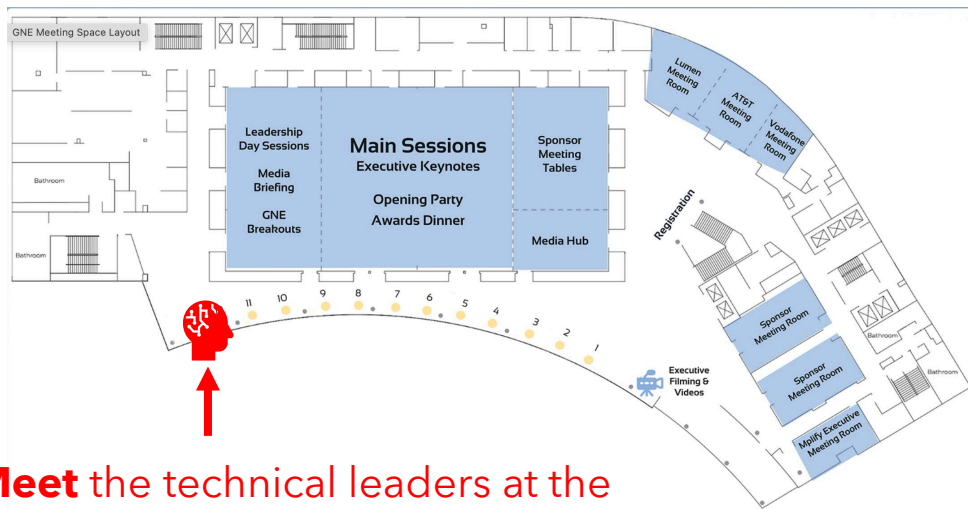 GNE Meeting Space Layout
Lumen
Meeting
Room
AT&T
Meeting
Room
Vodafone
Meeting
Room
Leadership
Day Sessions
Media
Briefing
GNE
Breakouts
Main Sessions
Executive Keynotes
Opening Party
Awards Dinner
Sponsor
Meeting
Tables
Media Hub
Bathroom
Bathroom
Registration
11
10
9
8
7
6
5
4
3
2
1
Sponsor
Meeting Room
Sponsor
Meeting Room
Mplify Executive
Meeting Room
Bathroom
Bathroom
Executive
Filming &
Videos
Meet the technical leaders at the